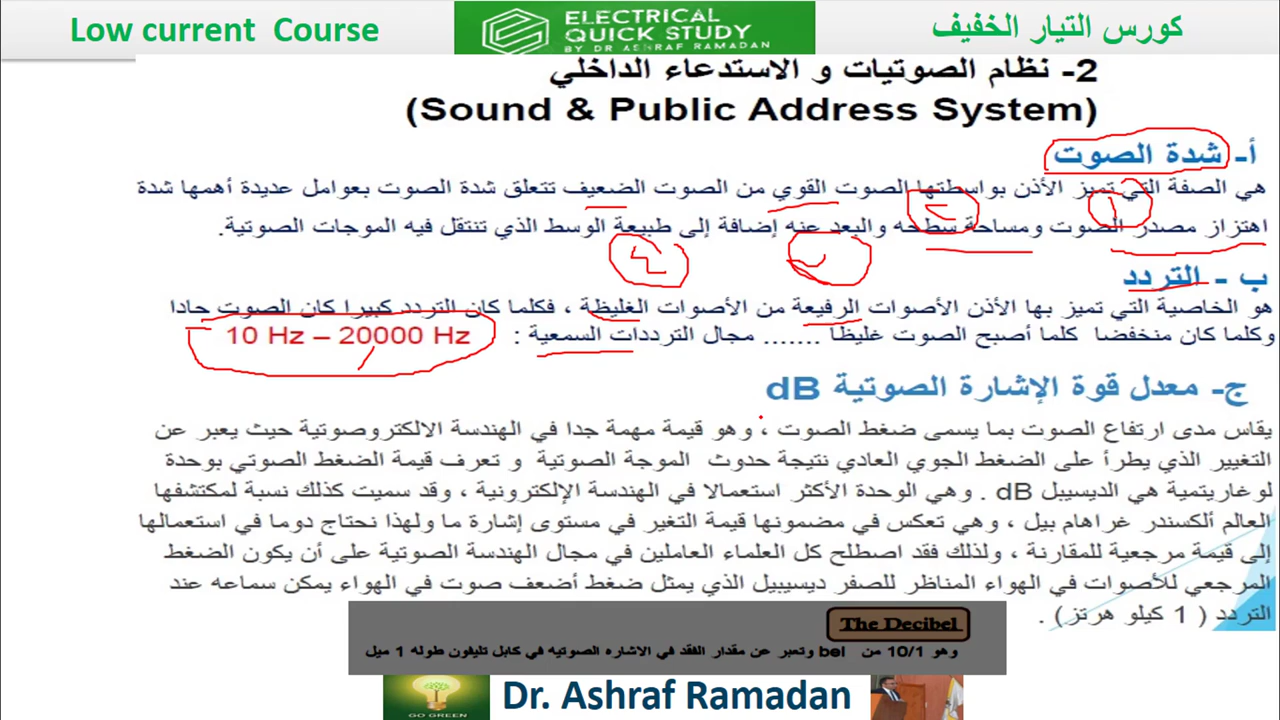 Low current Course
ELECTRICAL
QUICK STUDY
BY DR ASHRAF RAMADAN
كورس التيار الخفيف
2- نظام الصوتيات و الاستدعاء الداخلي
(Sound & Public Address System)
أ- شدة الصوت
هي الصفة التي تميز الأذن بواسطتها الصوت القوي من الصوت الضعيف تتعلق شدة الصوت بعوامل عديدة أهمها شدة
اهتزاز مصدر الصوت ومساحة سطحه والبعد عنه إضافة إلى طبيعة الوسط الذي تنتقل فيه الموجات الصوتية.
ب - التردد
هو الخاصية التي تميز بها الأذن الأصوات الرفيعة من الأصوات الغليظة ، فكلما كان التردد كبيرا كان الصوت حادا
وكلما كان منخفضا كلما أصبح الصوت غليظا ....... مجال الترددات السمعية : 10 Hz – 20000 Hz
ج- معدل قوة الإشارة الصوتية dB
يقاس مدى ارتفاع الصوت بما يسمى ضغط الصوت ، وهو قيمة مهمة جدا في الهندسة الالكتروصوتية حيث يعبر عن
التغيير الذي يطرأ على الضغط الجوي العادي نتيجة حدوث الموجة الصوتية و تعرف قيمة الضغط الصوتي بوحدة
لوغاريتمية هي الديسيبل dB . وهي الوحدة الأكثر استعمالا في الهندسة الإلكترونية ، وقد سميت كذلك نسبة لمكتشفها
العالم ألكسندر غراهام بيل ، وهي تعكس في مضمونها قيمة التغير في مستوى إشارة ما ولهذا نحتاج دوما في استعمالها
إلى قيمة مرجعية للمقارنة ، ولذلك فقد اصطلح كل العلماء العاملين في مجال الهندسة الصوتية على أن يكون الضغط
المرجعي للأصوات في الهواء المناظر للصفر ديسيبيل الذي يمثل ضغط أضعف صوت في الهواء يمكن سماعه عند
التردد ( 1 كيلو هرتز) .
The Decibel
وهو 10/1 من bel وتعبر عن مقدار الفقد في الاشاره الصوتيه في كابل تليفون طوله 1 ميل
GO GREEN
Dr. Ashraf Ramadan